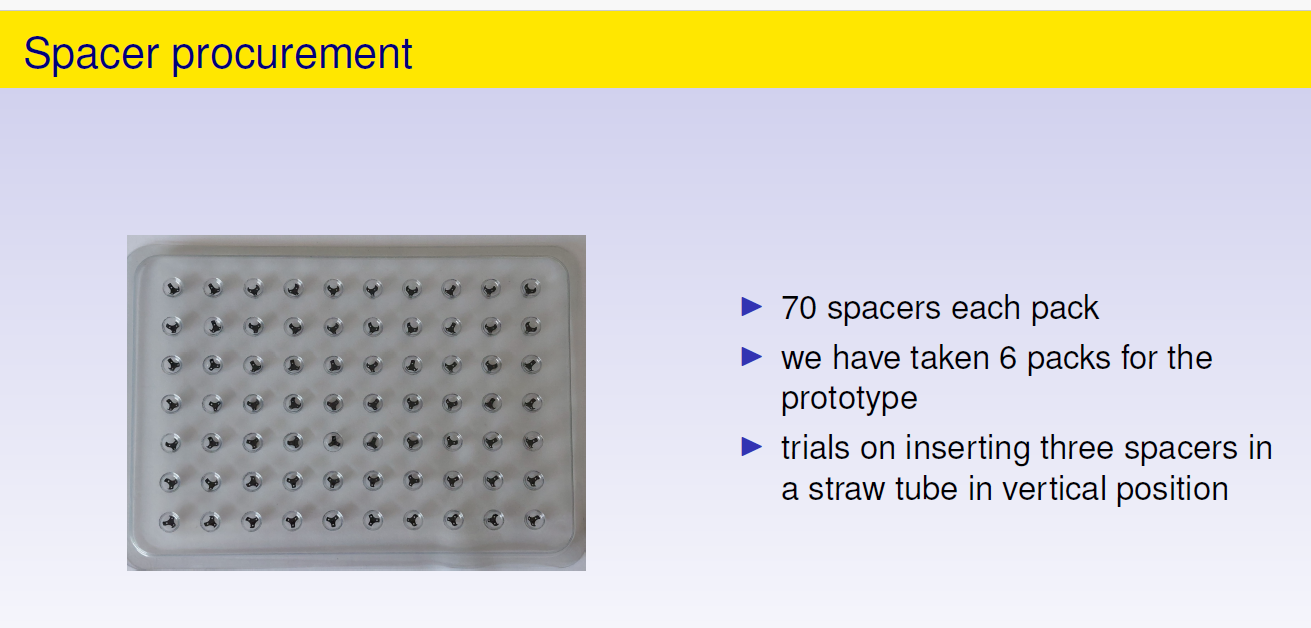 Spacer procurement
70 spacers each pack
we have taken 6 packs for the
prototype
trials on inserting three spacers in
a straw tube in vertical position